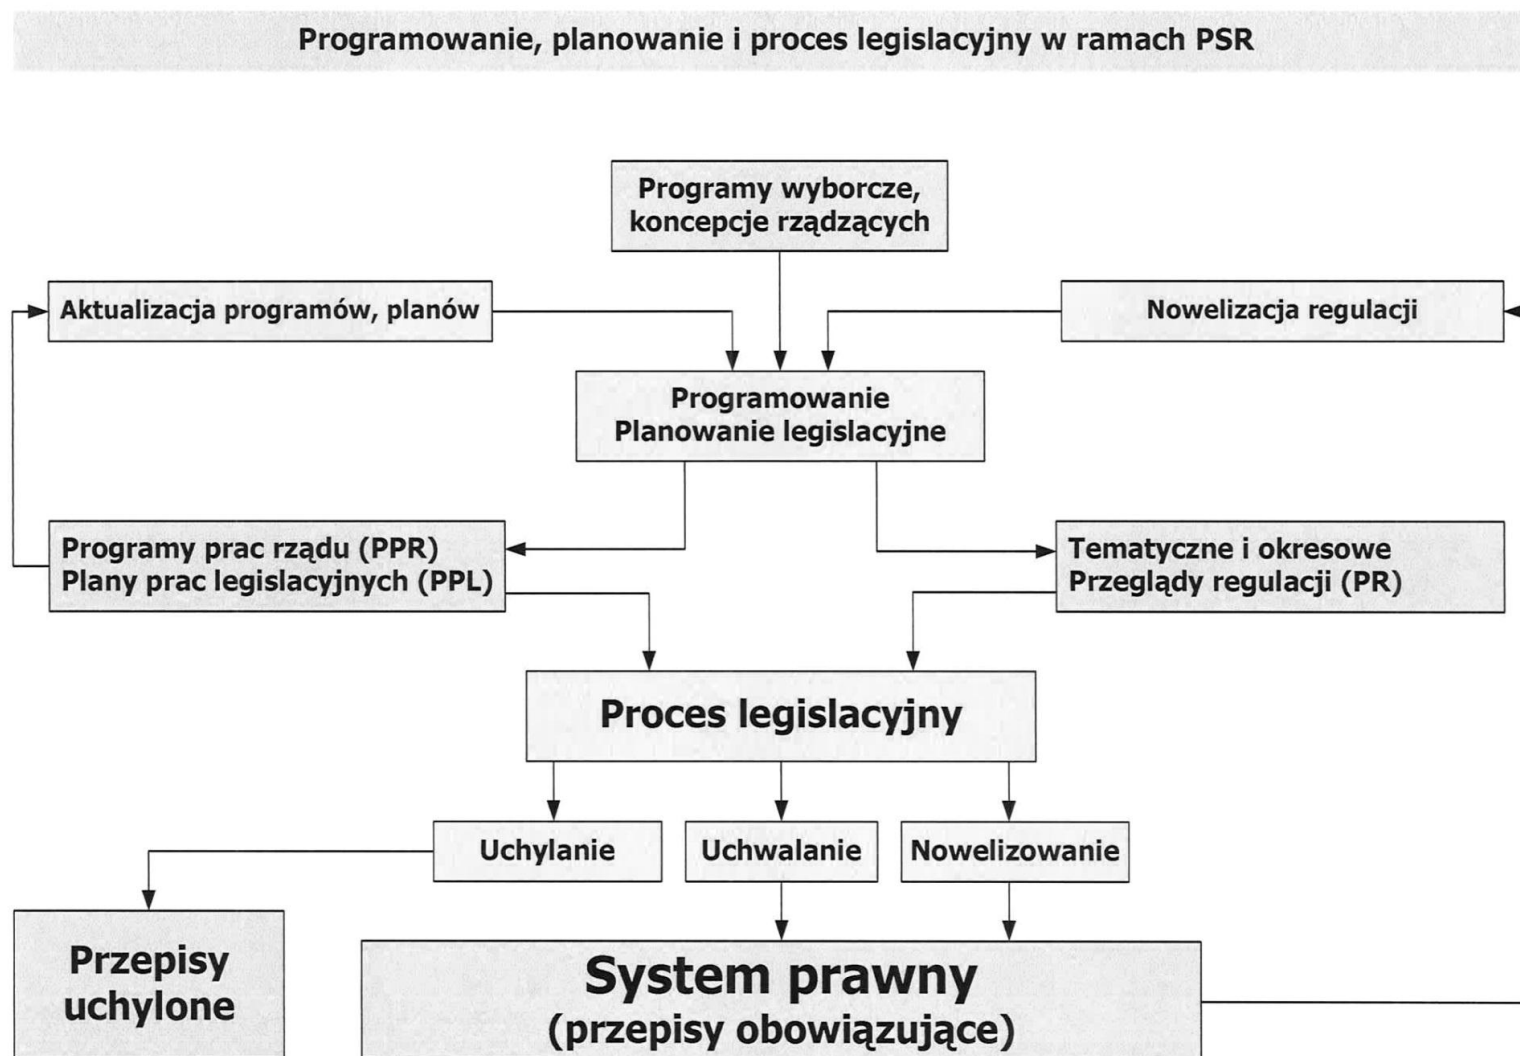 Programowanie, planowanie i proces legislacyjny w ramach PSR
Programy wyborcze,
koncepcje rządzących
Aktualizacja programów, planów
Nowelizacja regulacji
Programowanie
Planowanie legislacyjne
Programy prac rządu (PPR)
Plany prac legislacyjnych (PPL)
Tematyczne i okresowe
Przeglądy regulacji (PR)
Proces legislacyjny
Uchylanie
Uchwalanie
Nowelizowanie
Przepisy
uchylone
System prawny
(przepisy obowiązujące)